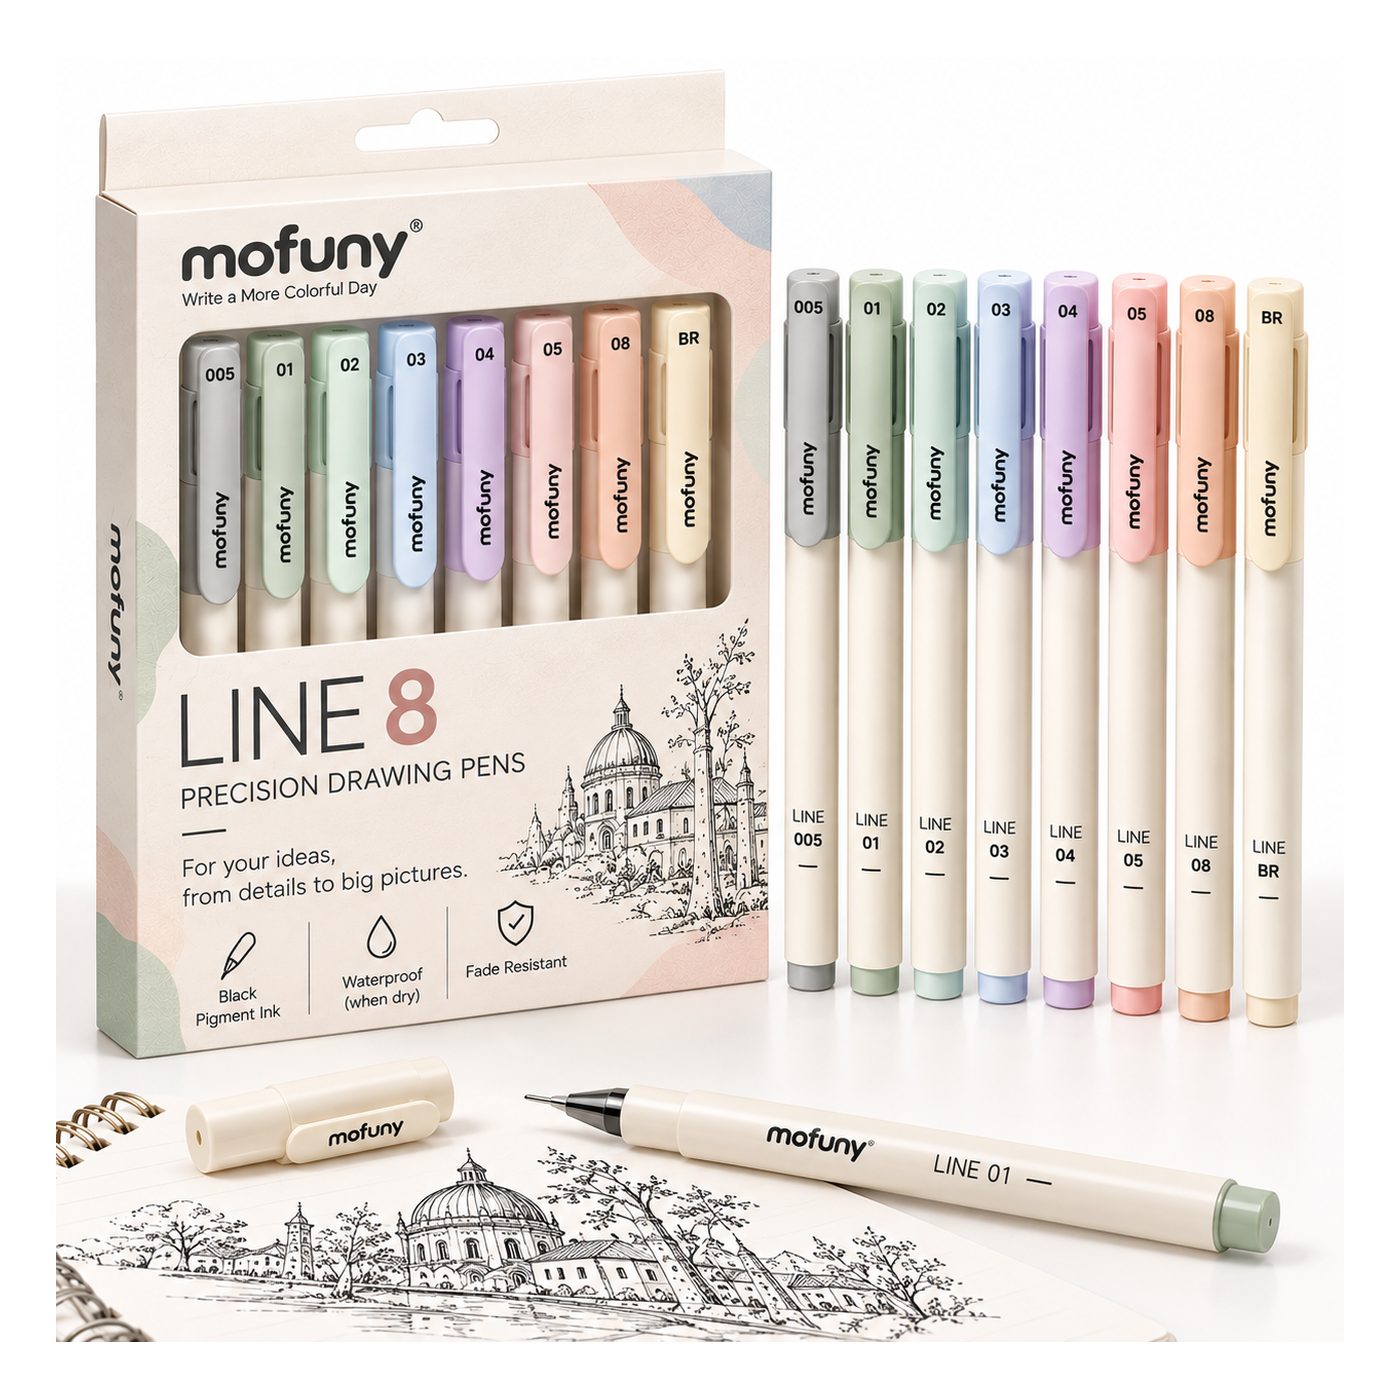 mofuny®
Write a More Colorful Day
005 01 02 03 04 05 08 BR
mofuny mofuny mofuny mofuny mofuny mofuny mofuny mofuny
LINE 8
PRECISION DRAWING PENS
For your ideas,
from details to big pictures.
Black
Pigment Ink
Waterproof
(when dry)
Fade Resistant
mofuny®
005 01 02 03 04 05 08 BR
mofuny mofuny mofuny mofuny mofuny mofuny mofuny mofuny
LINE LINE LINE LINE LINE LINE LINE LINE
005 01 02 03 04 05 08 BR
mofuny
mofuny® LINE 01